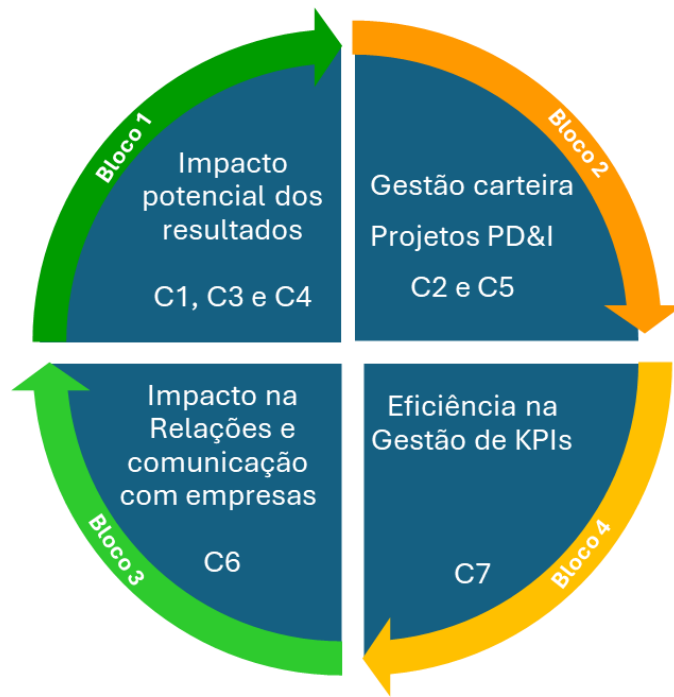 Bloco 1
Impacto
potencial dos
resultados
C1, C3 e C4
Bloco 2
Gestão carteira
Projetos PD&I
C2 e C5
Bloco 3
Impacto na
Relações e
comunicação
com empresas
C6
Bloco 4
Eficiência na
Gestão de KPIs
C7